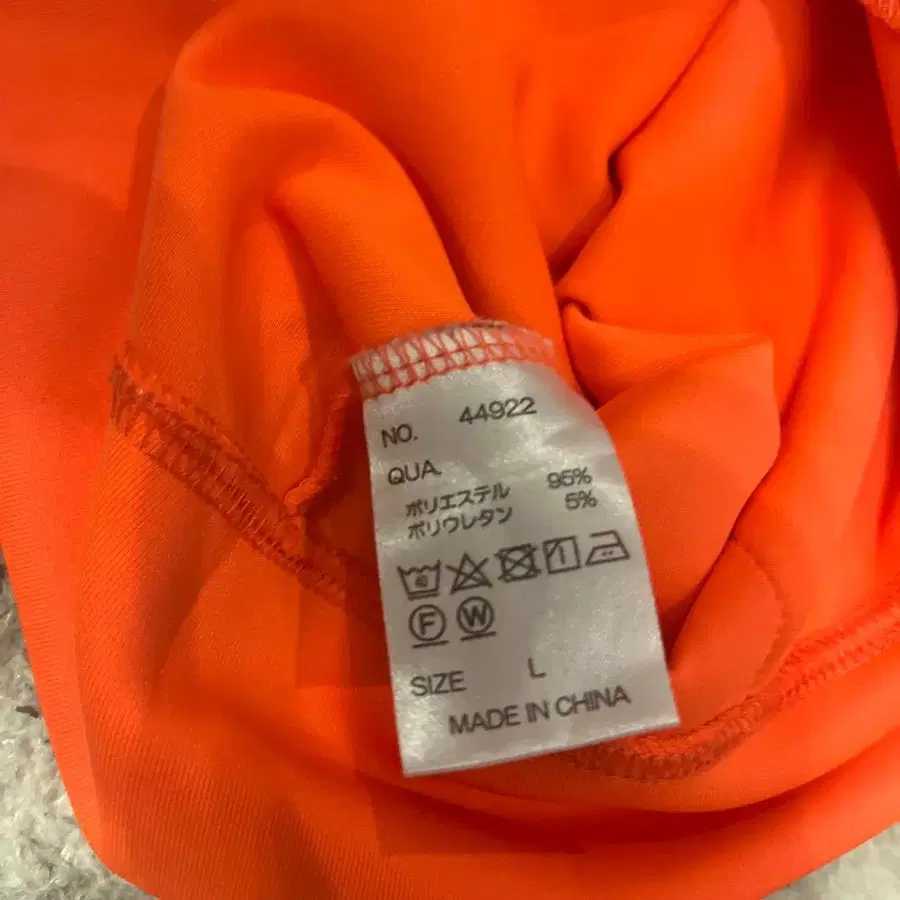 NO. 44922
QUA.
ポリエステル 95%
ポリウレタン 5%
40
F W
SIZE L
MADE IN CHINA